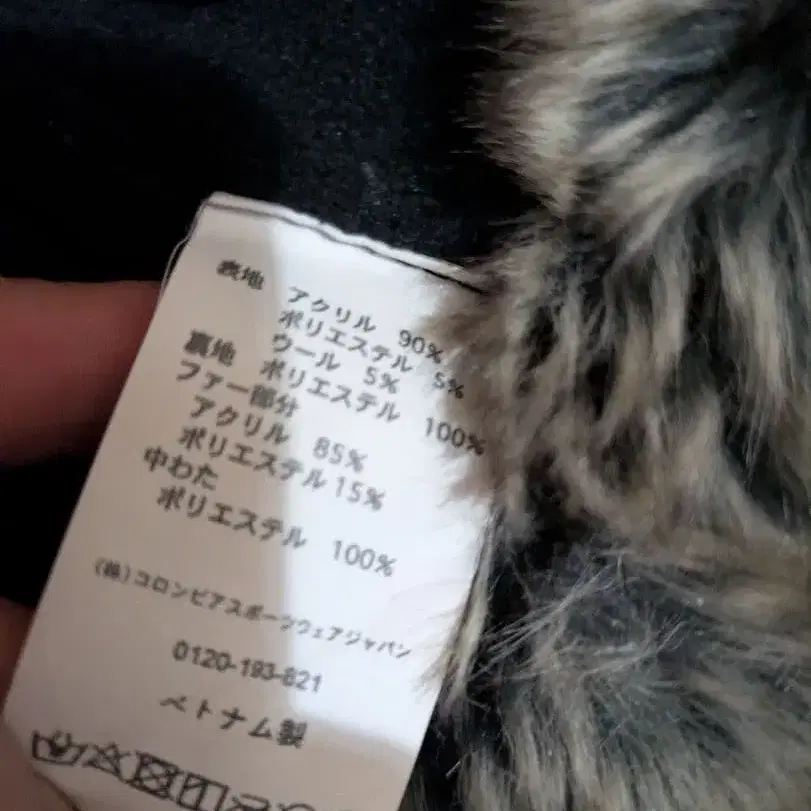 表地 アクリル 90%
ポリエステル 5%
ウール 5%
裏地 ポリエステル 100%
ファー部分
アクリル 85%
ポリエステル 15%
中わた
ポリエステル 100%
(株)コロンビアスポーツウェアジャパン
0120-193-821
ベトナム製